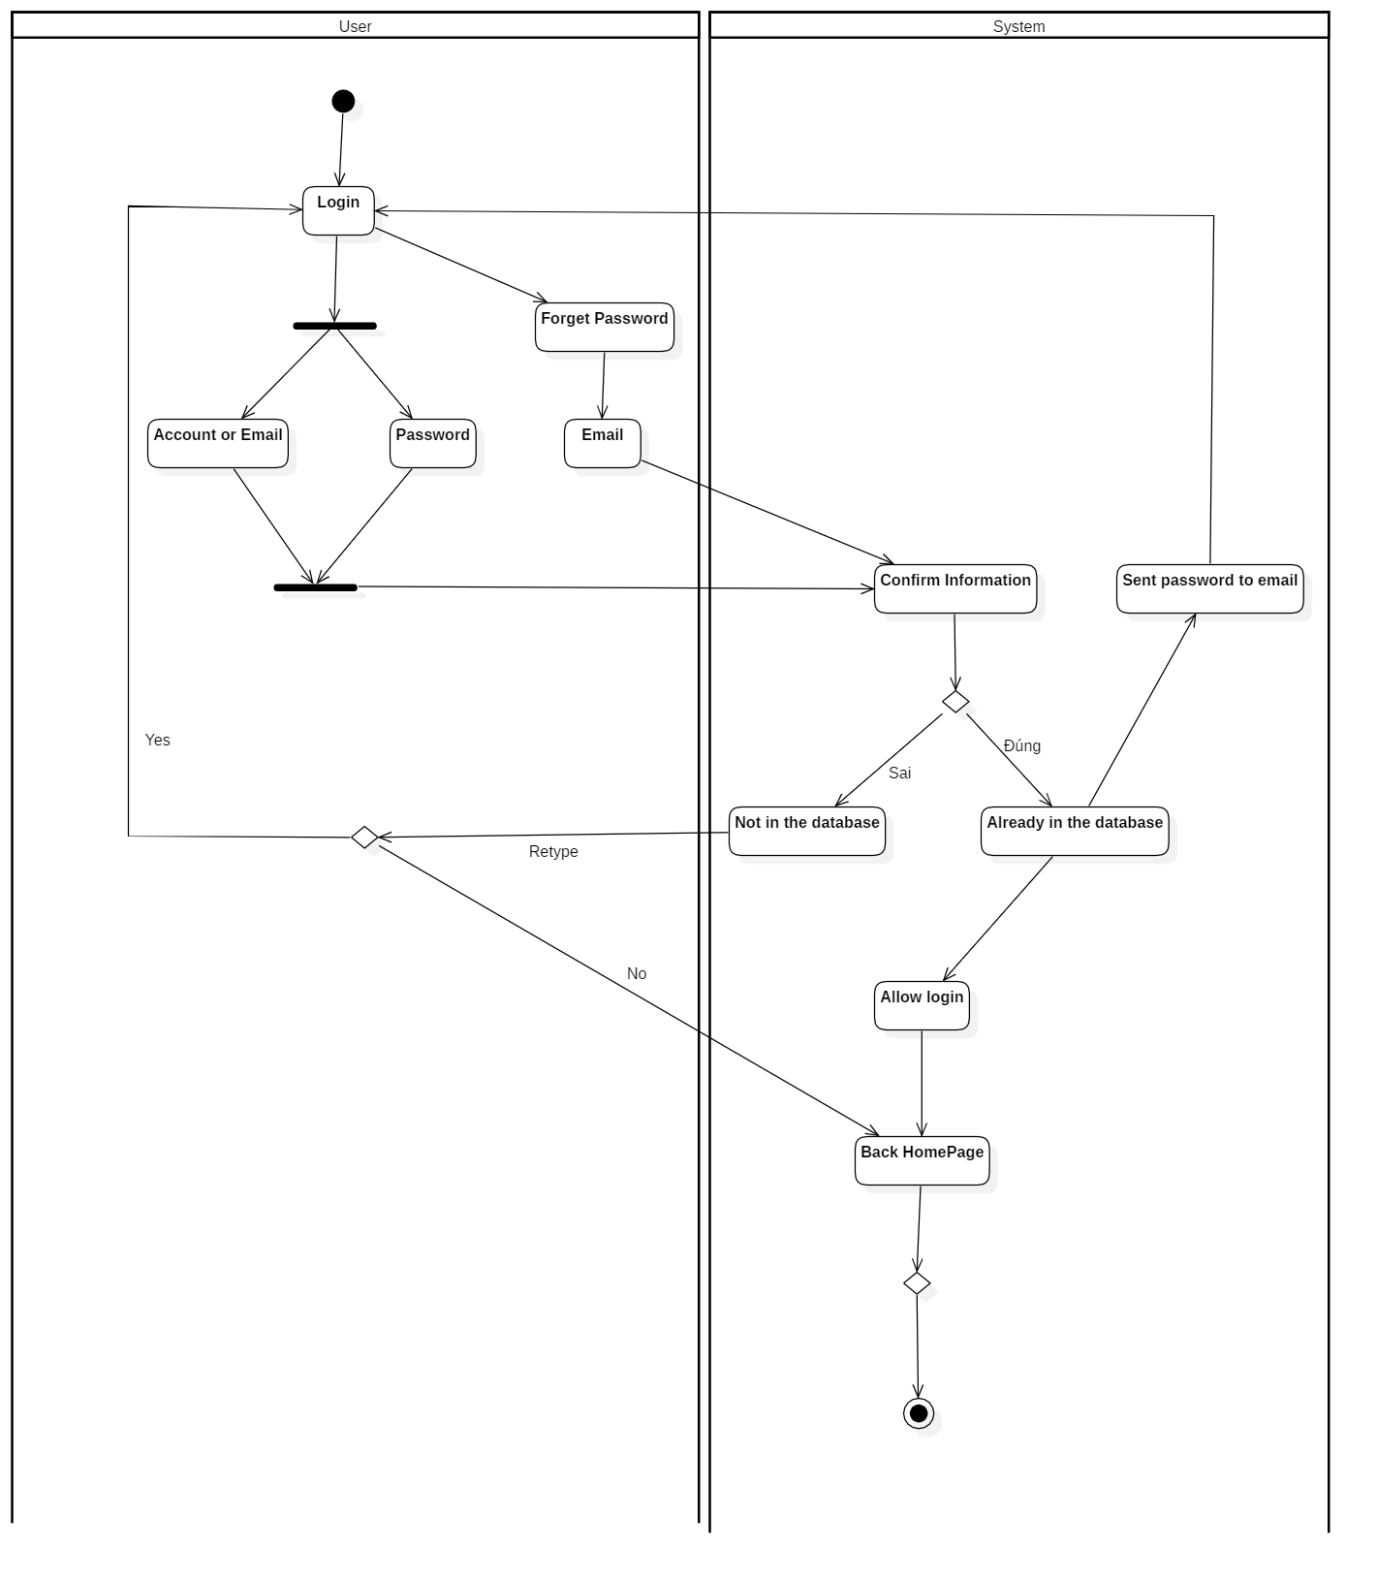 User
System
Login
Forget Password
Account or Email
Password
Email
Confirm Information
Sent password to email
Yes
Đúng
Sai
Not in the database
Already in the database
Retype
No
Allow login
Back HomePage